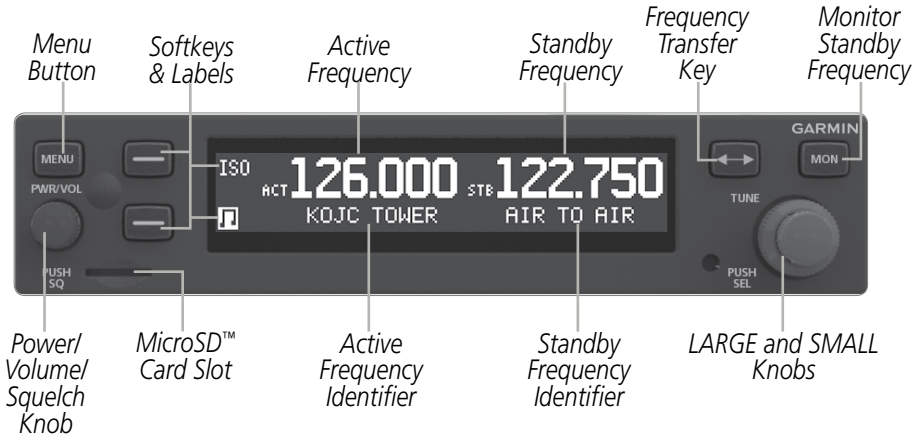 Menu
Button
Softkeys
& Labels
Active
Frequency
Standby
Frequency
Frequency
Transfer
Key
Monitor
Standby
Frequency
GARMIN
MENU
PWR/VOL
PUSH
SQ
ISO
ACT 126.000
KOJC TOWER
STB 122.750
AIR TO AIR
MON
TUNE
PUSH
SEL
Power/
Volume/
Squelch
Knob
MicroSD™
Card Slot
Active
Frequency
Identifier
Standby
Frequency
Identifier
LARGE and SMALL
Knobs